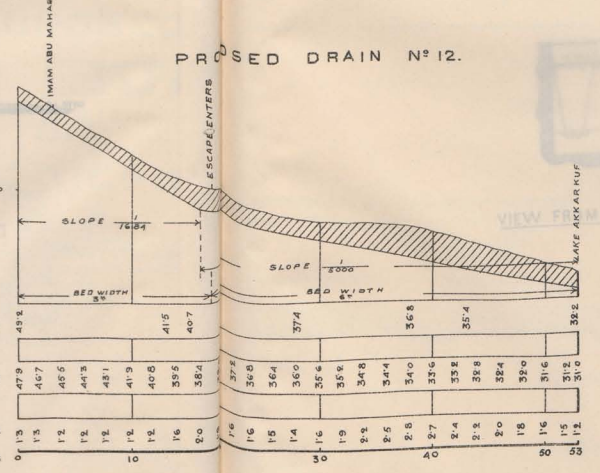 IMAM ABU MAHAS
DRAIN Nº 12.
ESCAPE ENTERS
LAKE AKKARKUF
VIEW FROM
SLOPE 1/1684
SLOPE 1/5000
BED WIDTH
BED WIDTH
49.2 41.5 40.7 37.4 36.8 35.4 32.2
47.9 46.7 45.5 44.3 43.1 41.9 40.8 39.5 38.4 37.2 36.8 36.4 36.0 35.6 35.2 34.8 34.4 33.6 33.2 32.8 32.4 32.0 31.6 31.2 31.0
1.3 1.2 1.2 1.2 1.2 1.2 1.2 1.6 2.0 1.6 1.6 1.5 1.4 1.6 1.9 2.2 2.5 2.8 2.7 2.4 2.2 2.0 1.8 1.6 1.5 1.2
0 10 30 40 50 53